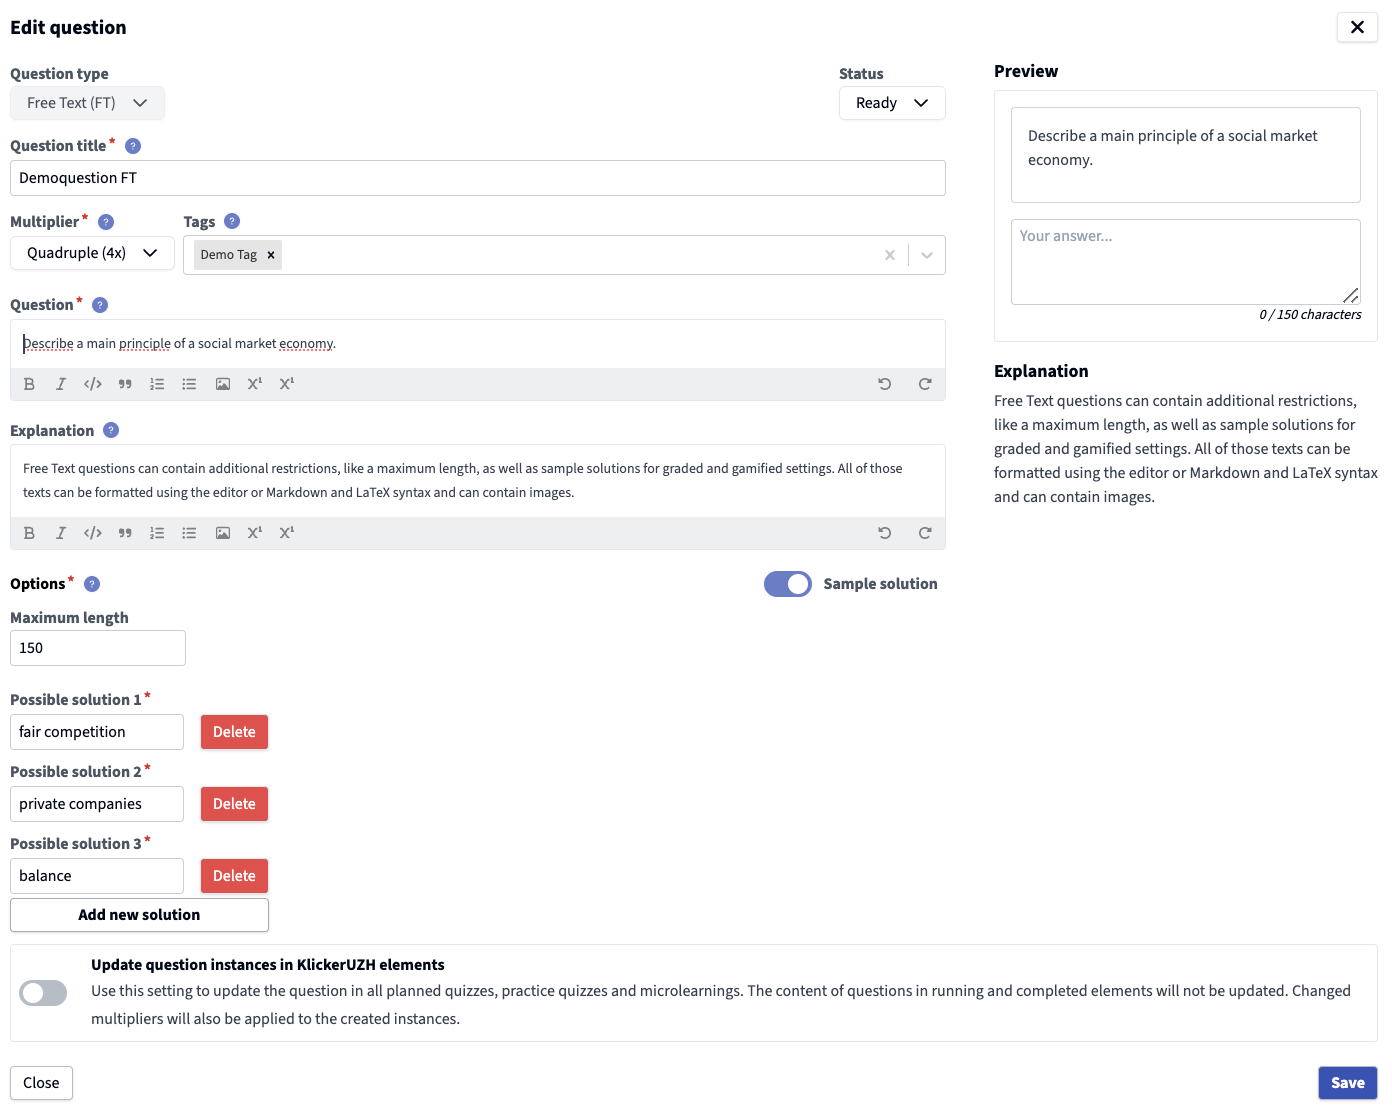 Edit question
Question type
Status
Free Text (FT)
Ready
Question title*
Demoquestion FT
Multiplier*
Tags
Quadruple (4x)
Demo Tag
Question*
Describe a main principle of a social market economy.
Explanation
Free Text questions can contain additional restrictions, like a maximum length, as well as sample solutions for graded and gamified settings. All of those
texts can be formatted using the editor or Markdown and LaTeX syntax and can contain images.
Options*
Sample solution
Maximum length
150
Possible solution 1*
fair competition
Delete
Possible solution 2*
private companies
Delete
Possible solution 3*
balance
Delete
Add new solution
Preview
Describe a main principle of a social market
economy.
Your answer...
0 / 150 characters
Explanation
Free Text questions can contain additional restrictions,
like a maximum length, as well as sample solutions for
graded and gamified settings. All of those texts can be
formatted using the editor or Markdown and LaTeX syntax
and can contain images.
Update question instances in KlickerUZH elements
Use this setting to update the question in all planned quizzes, practice quizzes and microlearnings. The content of questions in running and completed elements will not be updated. Changed
multipliers will also be applied to the created instances.
Close
Save